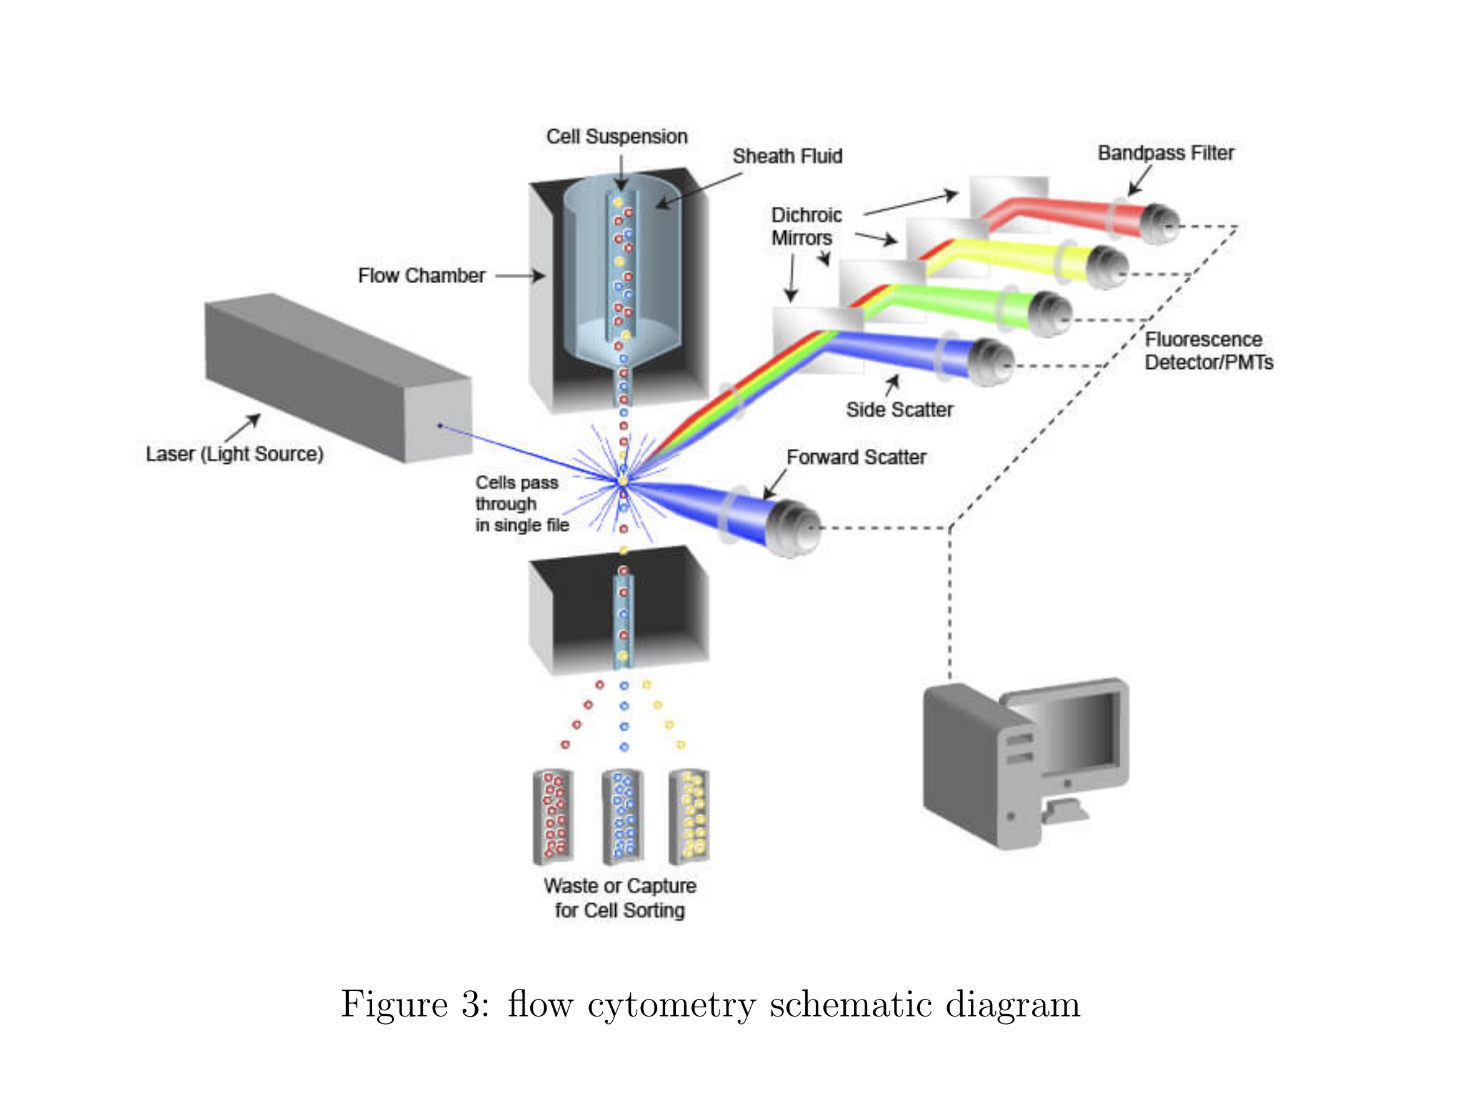 Cell Suspension
Sheath Fluid
Bandpass Filter
Dichroic
Mirrors
Flow Chamber
Fluorescence
Detector/PMTs
Side Scatter
Laser (Light Source)
Forward Scatter
Cells pass
through
in single file
Waste or Capture
for Cell Sorting
Figure 3: flow cytometry schematic diagram